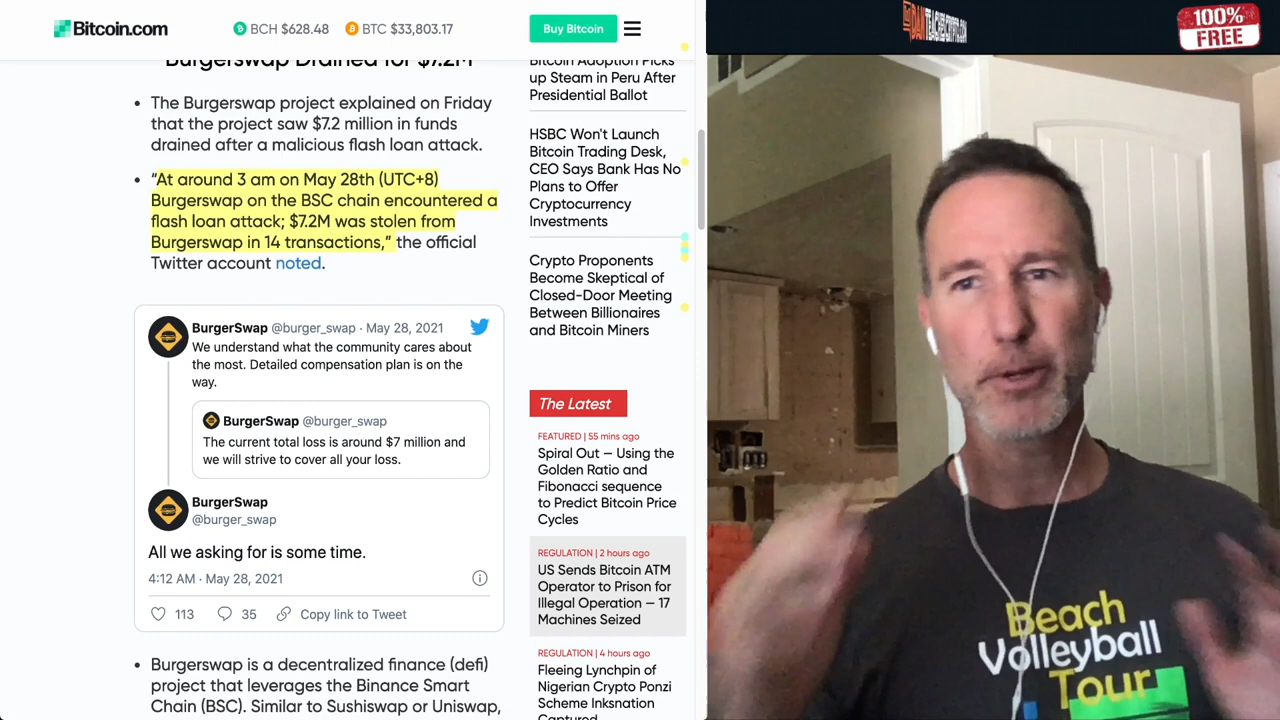 Bitcoin.com
BCH $628.48
BTC $33,803.17
Buy Bitcoin
Burgerswap Drained for $7.2M
• The Burgerswap project explained on Friday
that the project saw $7.2 million in funds
drained after a malicious flash loan attack.
• “At around 3 am on May 28th (UTC+8)
Burgerswap on the BSC chain encountered a
flash loan attack; $7.2M was stolen from
Burgerswap in 14 transactions,” the official
Twitter account noted.
BurgerSwap @burger_swap · May 28, 2021
We understand what the community cares about
the most. Detailed compensation plan is on the
way.
BurgerSwap @burger_swap
The current total loss is around $7 million and
we will strive to cover all your loss.
BurgerSwap
@burger_swap
All we asking for is some time.
4:12 AM · May 28, 2021
113
35
Copy link to Tweet
• Burgerswap is a decentralized finance (defi)
project that leverages the Binance Smart
Chain (BSC). Similar to Sushiswap or Uniswap,
Bitcoin Adoption Picks
up Steam in Peru After
Presidential Ballot
HSBC Won't Launch
Bitcoin Trading Desk,
CEO Says Bank Has No
Plans to Offer
Cryptocurrency
Investments
Crypto Proponents
Become Skeptical of
Closed-Door Meeting
Between Billionaires
and Bitcoin Miners
The Latest
FEATURED | 55 mins ago
Spiral Out — Using the
Golden Ratio and
Fibonacci sequence
to Predict Bitcoin Price
Cycles
REGULATION | 2 hours ago
US Sends Bitcoin ATM
Operator to Prison for
Illegal Operation — 17
Machines Seized
REGULATION | 4 hours ago
Fleeing Lynchpin of
Nigerian Crypto Ponzi
Scheme Inksnation
Captured
DANTEACHESCRYPTO.COM
100%
FREE
Beach
Volleyball
Tour